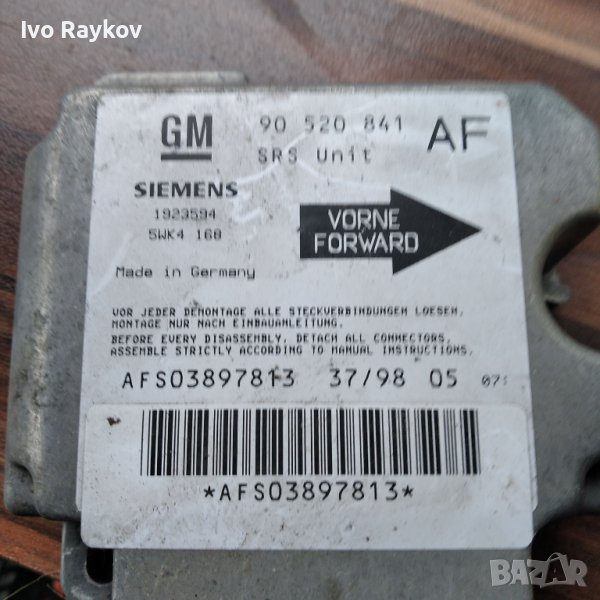 Ivo Raykov
GM
90 520 841 AF
SRS Unit
SIEMENS
1923594
5WK4 168
VORNE
FORWARD
Made in Germany
VOR JEDER DEMONTAGE ALLE STECKVERBINDUNGEN LOESEN,
MONTAGE NUR NACH EINBAUANLEITUNG.
BEFORE EVERY DISASSEMBLY, DETACH ALL CONNECTORS,
ASSEMBLE STRICTLY ACCORDING TO MANUAL INSTRUCTIONS.
AFS03897813 37/98 05
*AFS03897813*
BAZAR